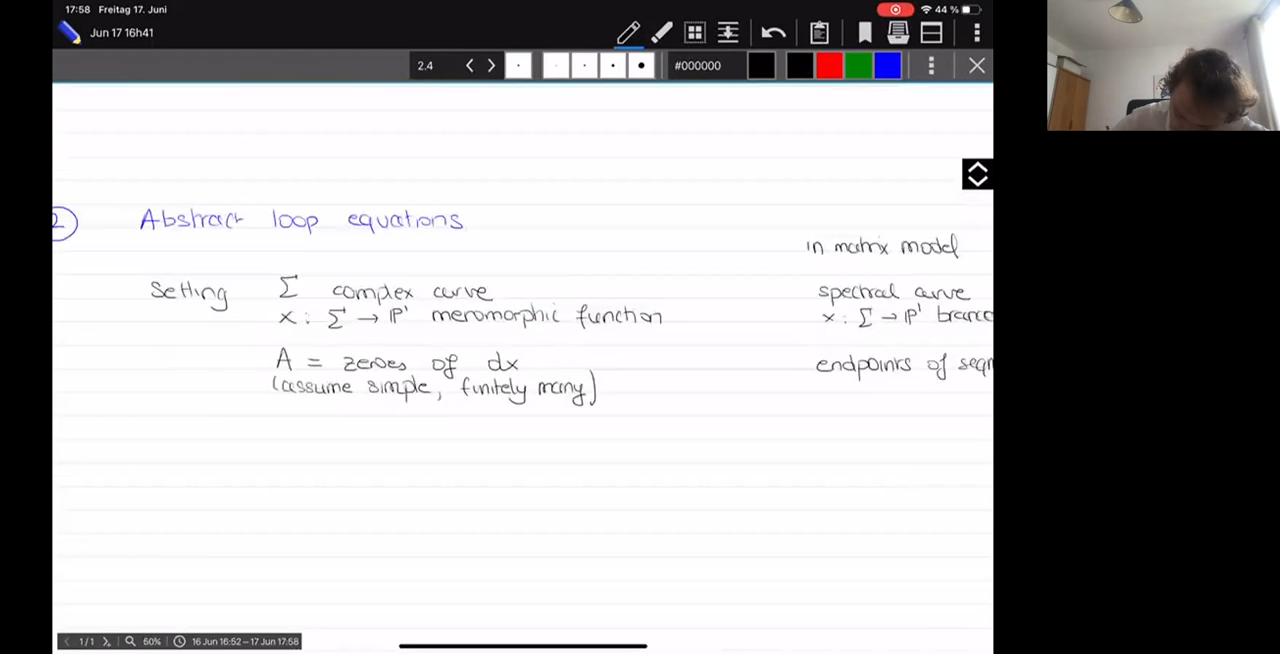 17:58 Freitag 17. Juni
44 %
Jun 17 16h41
2.4
#000000
2 Abstract loop equations
in matrix model
Setting Σ complex curve
spectral curve
x : Σ → P¹ meromorphic function
x : Σ → P¹ branc
A = zeroes of dx
endpoints of segm
(assume simple, finitely many)
1/1 60% 16 Jun 16:52 – 17 Jun 17:58